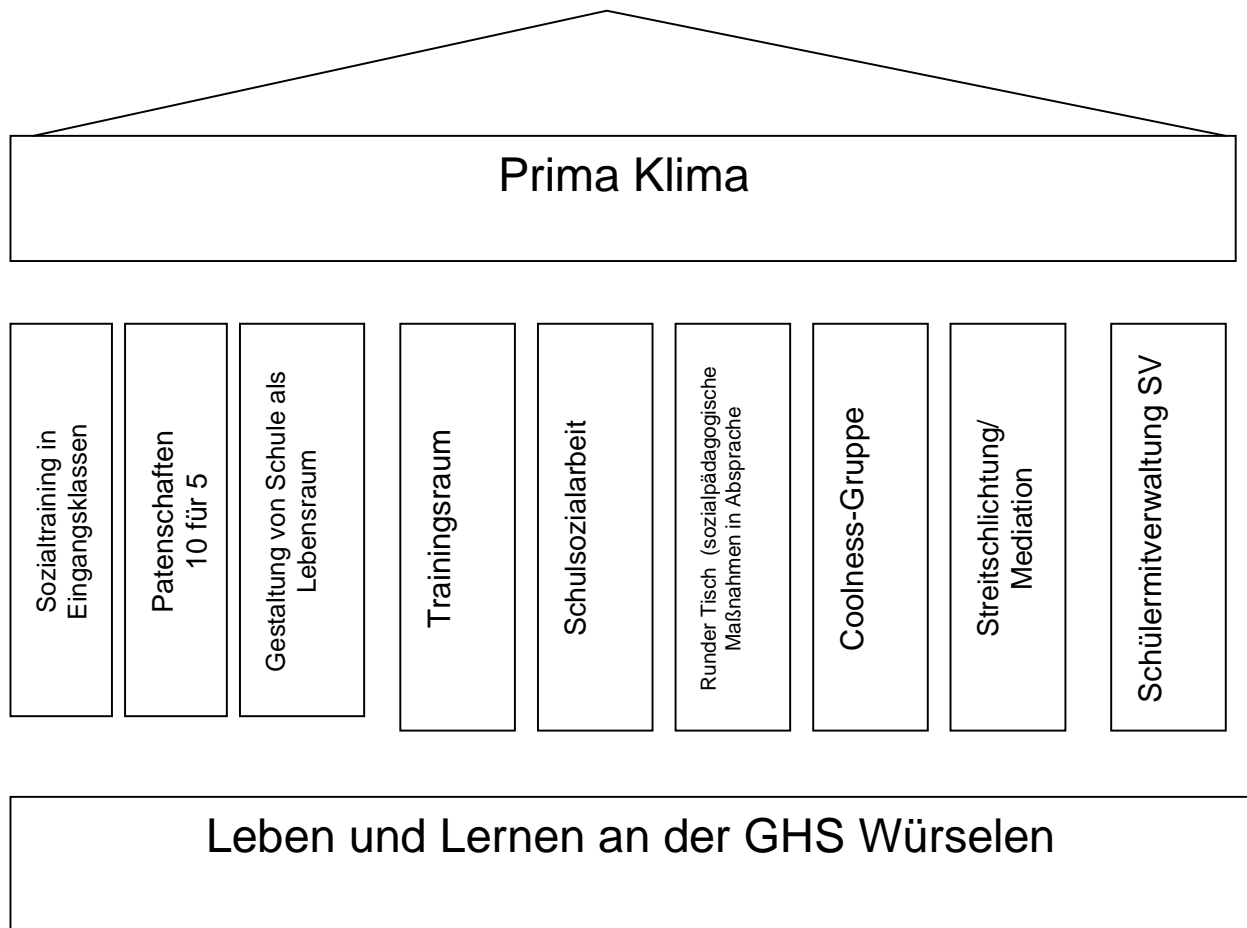 Prima Klima
Sozialtraining in
Eingangsklassen
Patenschaften
10 für 5
Gestaltung von Schule als
Lebensraum
Trainingsraum
Schulsozialarbeit
Runder Tisch (sozialpädagogische
Maßnahmen in Absprache
Coolness-Gruppe
Streitschlichtung/
Mediation
Schülermitverwaltung SV
Leben und Lernen an der GHS Würselen